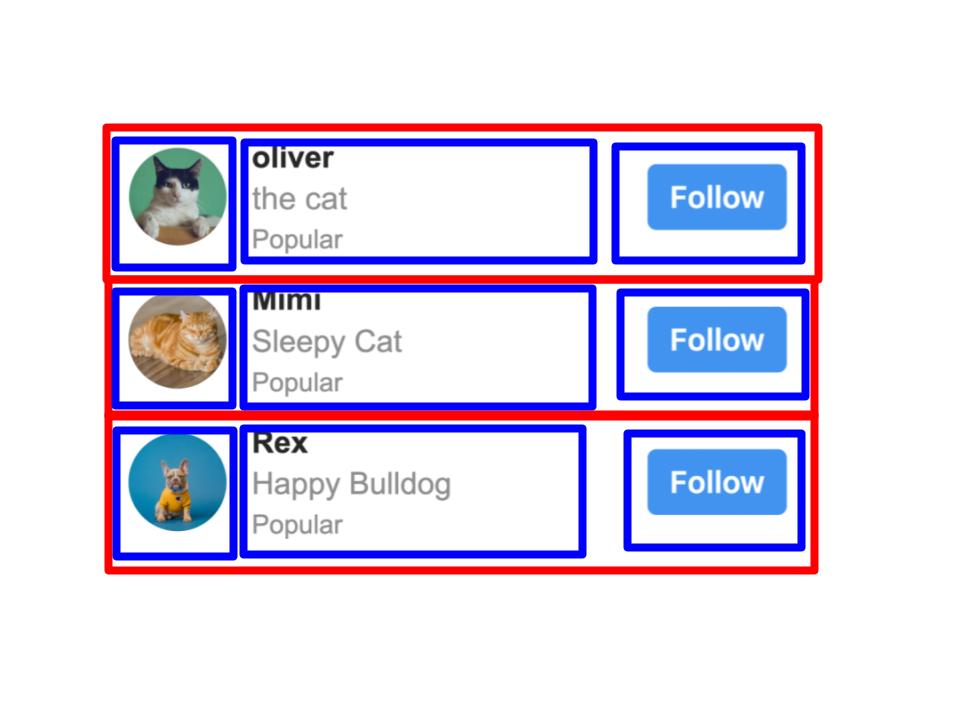 oliver
the cat
Popular
Follow
Mimi
Sleepy Cat
Popular
Follow
Rex
Happy Bulldog
Popular
Follow